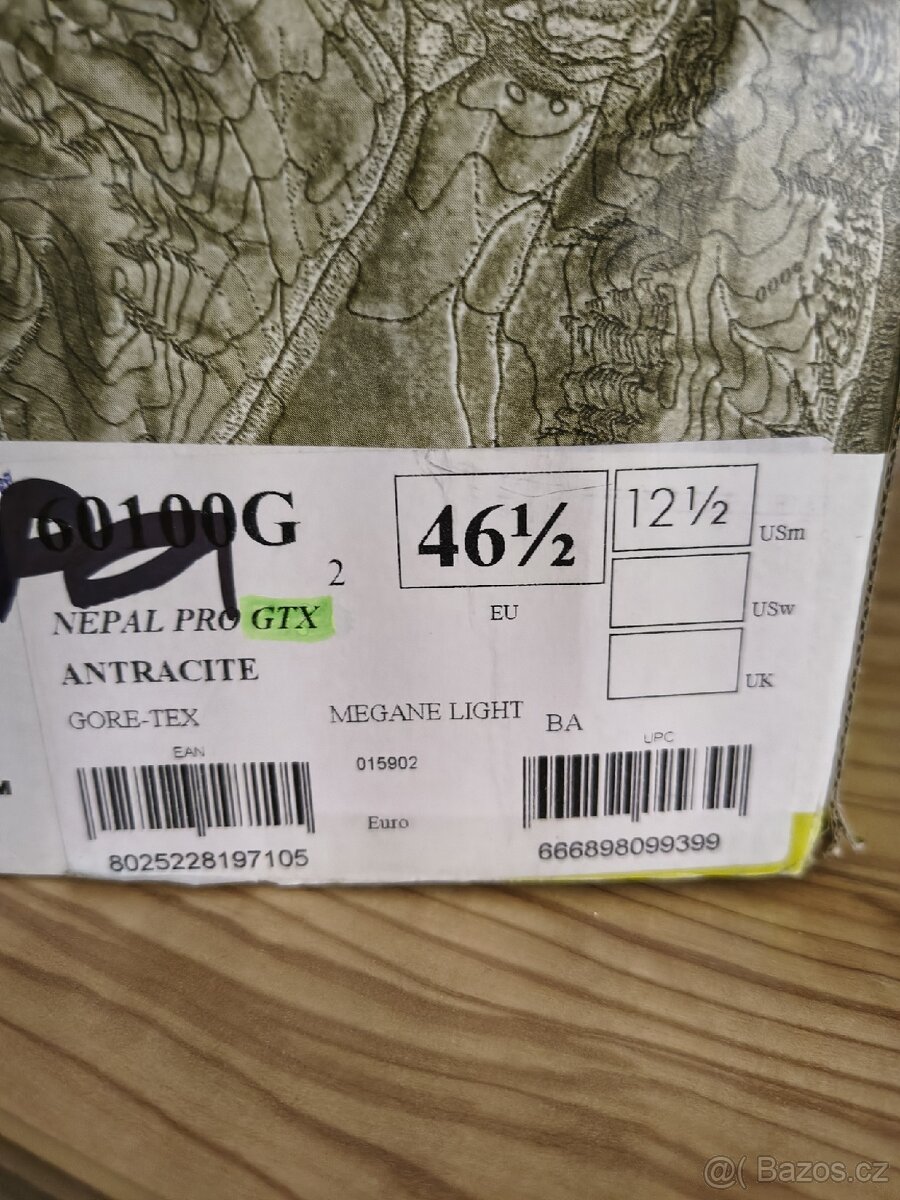 9000
60100G
2
46½
EU
12½
USm
USw
UK
NEPAL PRO GTX
ANTRACITE
GORE-TEX
MEGANE LIGHT
BA
EAN
015902
UPC
Euro
8025228197105
666898099399
M
@( Bazos.cz